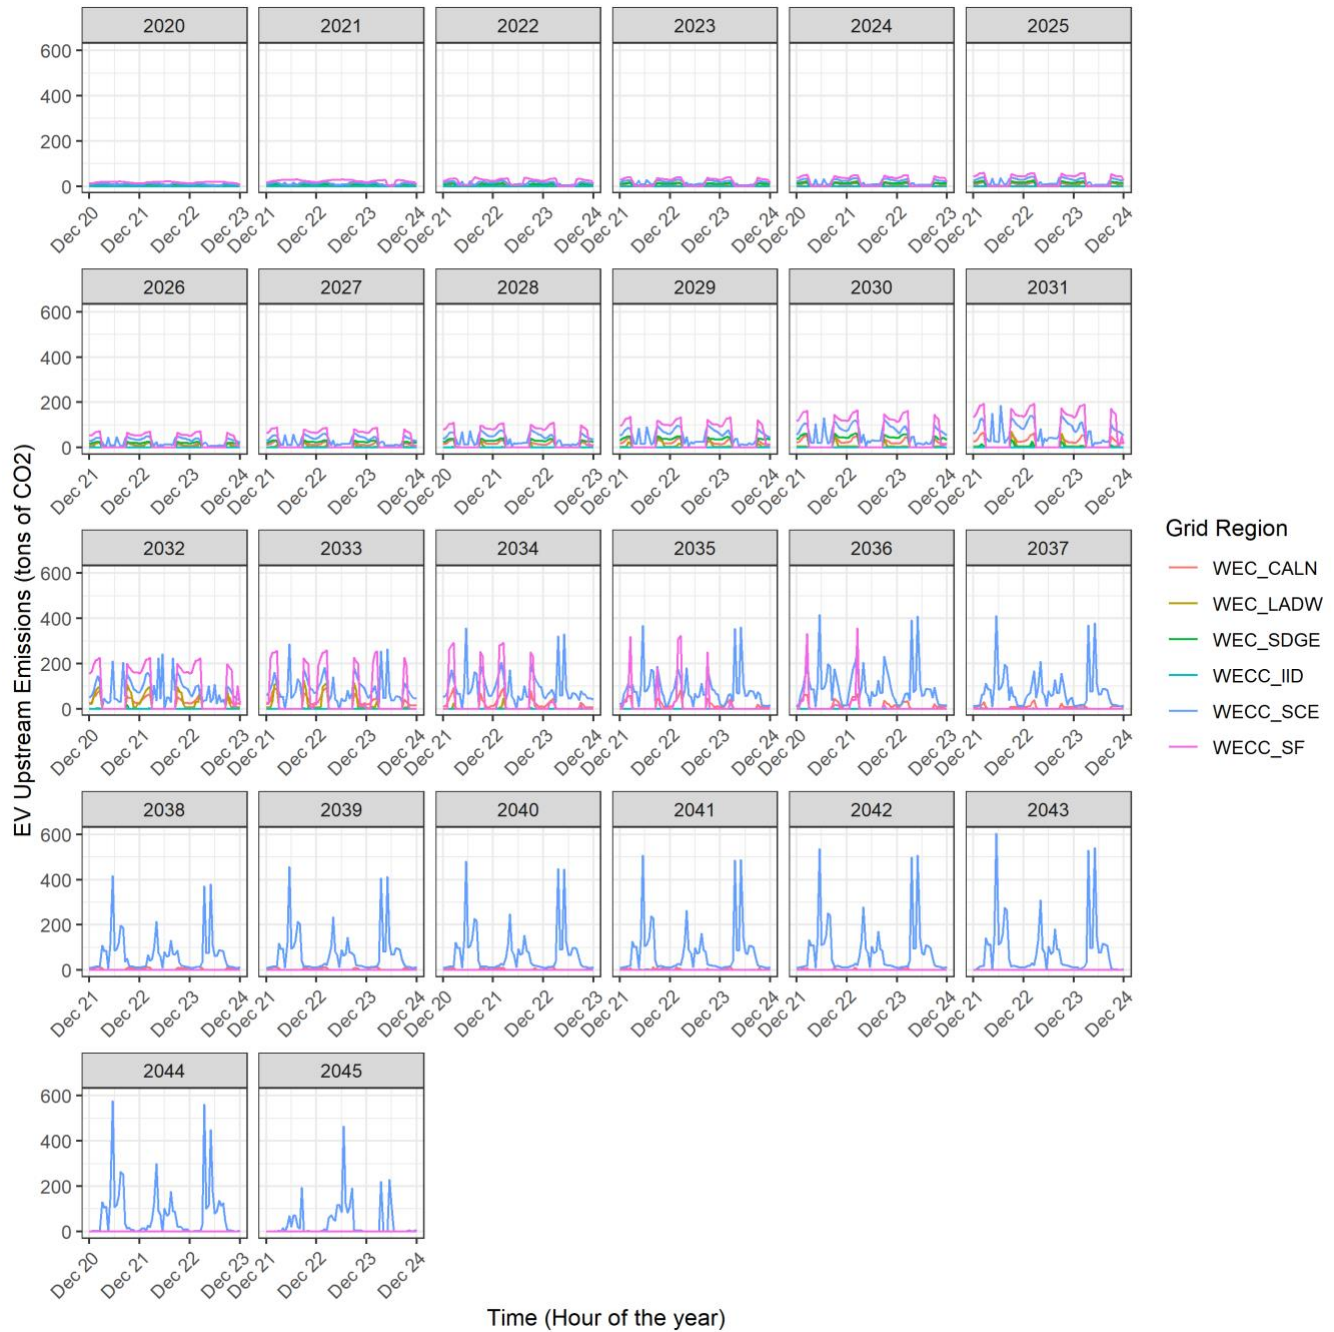 2020 2021 2022 2023 2024 2025
600
400
200
0
Dec 20 Dec 21 Dec 22 Dec 23 Dec 21 Dec 22 Dec 23 Dec 24 Dec 21 Dec 22 Dec 23 Dec 24 Dec 21 Dec 22 Dec 23 Dec 24 Dec 20 Dec 21 Dec 22 Dec 23 Dec 21 Dec 22 Dec 23 Dec 24
2026 2027 2028 2029 2030 2031
600
400
200
0
Dec 21 Dec 22 Dec 23 Dec 24 Dec 21 Dec 22 Dec 23 Dec 24 Dec 20 Dec 21 Dec 22 Dec 23 Dec 21 Dec 22 Dec 23 Dec 24 Dec 21 Dec 22 Dec 23 Dec 24 Dec 21 Dec 22 Dec 23 Dec 24
2032 2033 2034 2035 2036 2037
600
400
200
0
Dec 20 Dec 21 Dec 22 Dec 23 Dec 21 Dec 22 Dec 23 Dec 24 Dec 21 Dec 22 Dec 23 Dec 24 Dec 21 Dec 22 Dec 23 Dec 24 Dec 20 Dec 21 Dec 22 Dec 23 Dec 21 Dec 22 Dec 23 Dec 24
2038 2039 2040 2041 2042 2043
600
400
200
0
Dec 21 Dec 22 Dec 23 Dec 24 Dec 21 Dec 22 Dec 23 Dec 24 Dec 20 Dec 21 Dec 22 Dec 23 Dec 21 Dec 22 Dec 23 Dec 24 Dec 21 Dec 22 Dec 23 Dec 24 Dec 21 Dec 22 Dec 23 Dec 24
2044 2045
600
400
200
0
Dec 20 Dec 21 Dec 22 Dec 23 Dec 21 Dec 22 Dec 23 Dec 24
EV Upstream Emissions (tons of CO2)
Time (Hour of the year)
Grid Region
WEC_CALN
WEC_LADW
WEC_SDGE
WECC_IID
WECC_SCE
WECC_SF